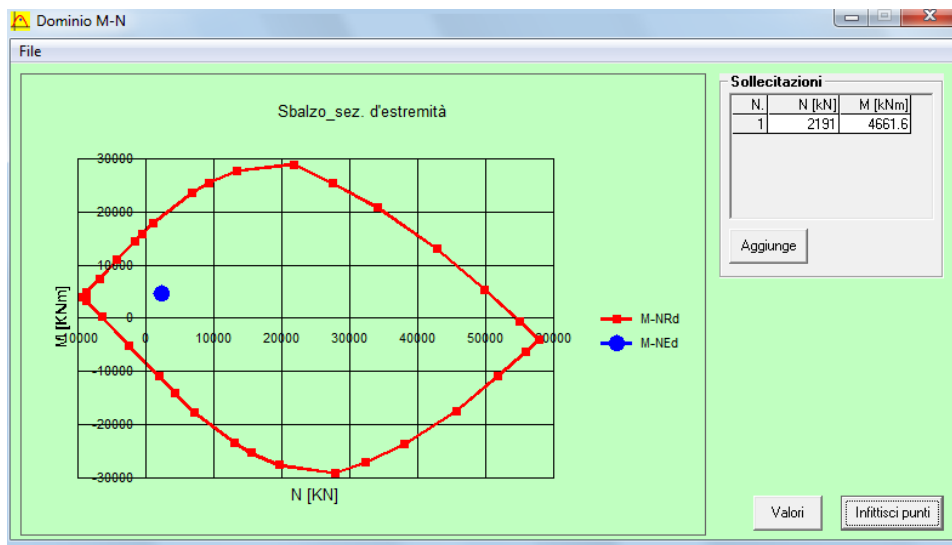 Dominio M-N
File
Sbalzo_sez. d'estremità
30000
20000
10000
0
-10000
-20000
-30000
M [KNm]
-10000 0 10000 20000 30000 40000 50000 60000
N [KN]
M-NRd
M-NEd
Sollecitazioni
N. N [kN] M [kNm]
1 2191 4661.6
Aggiunge
Valori
Infittisci punti